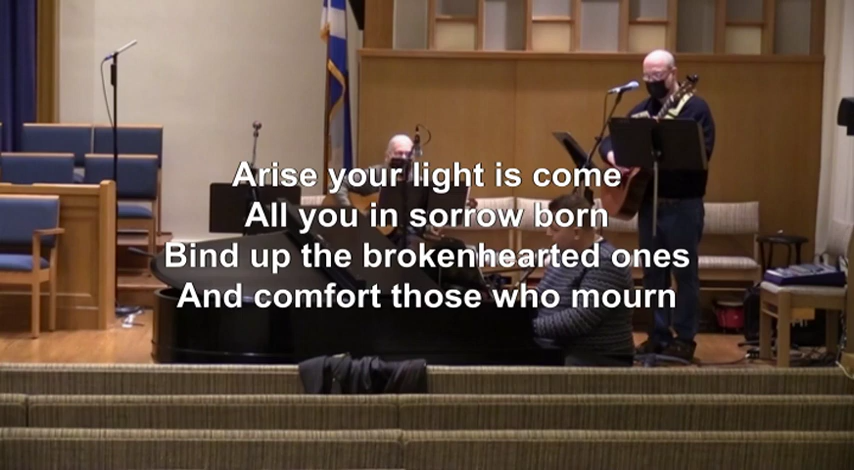 Arise your light is come
All you in sorrow born
Bind up the brokenhearted ones
And comfort those who mourn